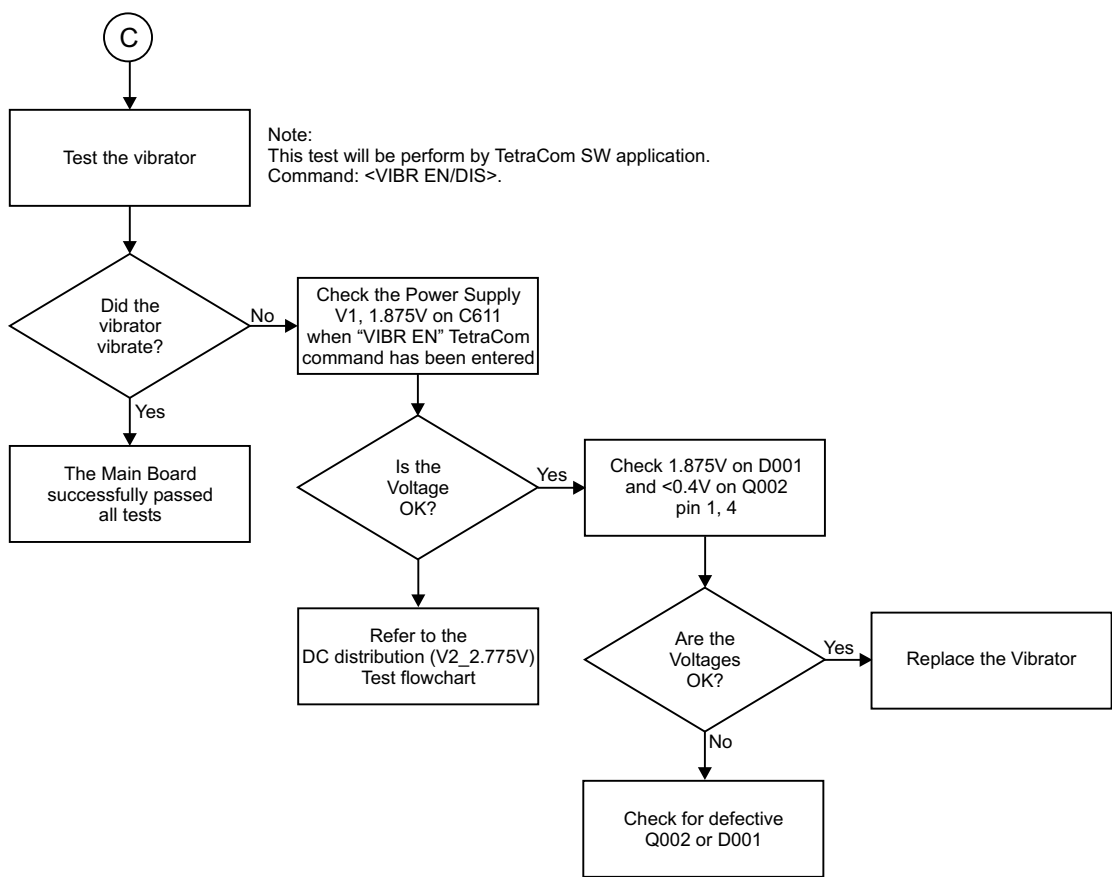 C
Test the vibrator
Note:
This test will be perform by TetraCom SW application.
Command: <VIBR EN/DIS>.
Did the
vibrator
vibrate?
No
Check the Power Supply
V1, 1.875V on C611
when “VIBR EN” TetraCom
command has been entered
Yes
The Main Board
successfully passed
all tests
Is the
Voltage
OK?
Yes
Check 1.875V on D001
and <0.4V on Q002
pin 1, 4
Refer to the
DC distribution (V2_2.775V)
Test flowchart
Are the
Voltages
OK?
Yes
Replace the Vibrator
No
Check for defective
Q002 or D001